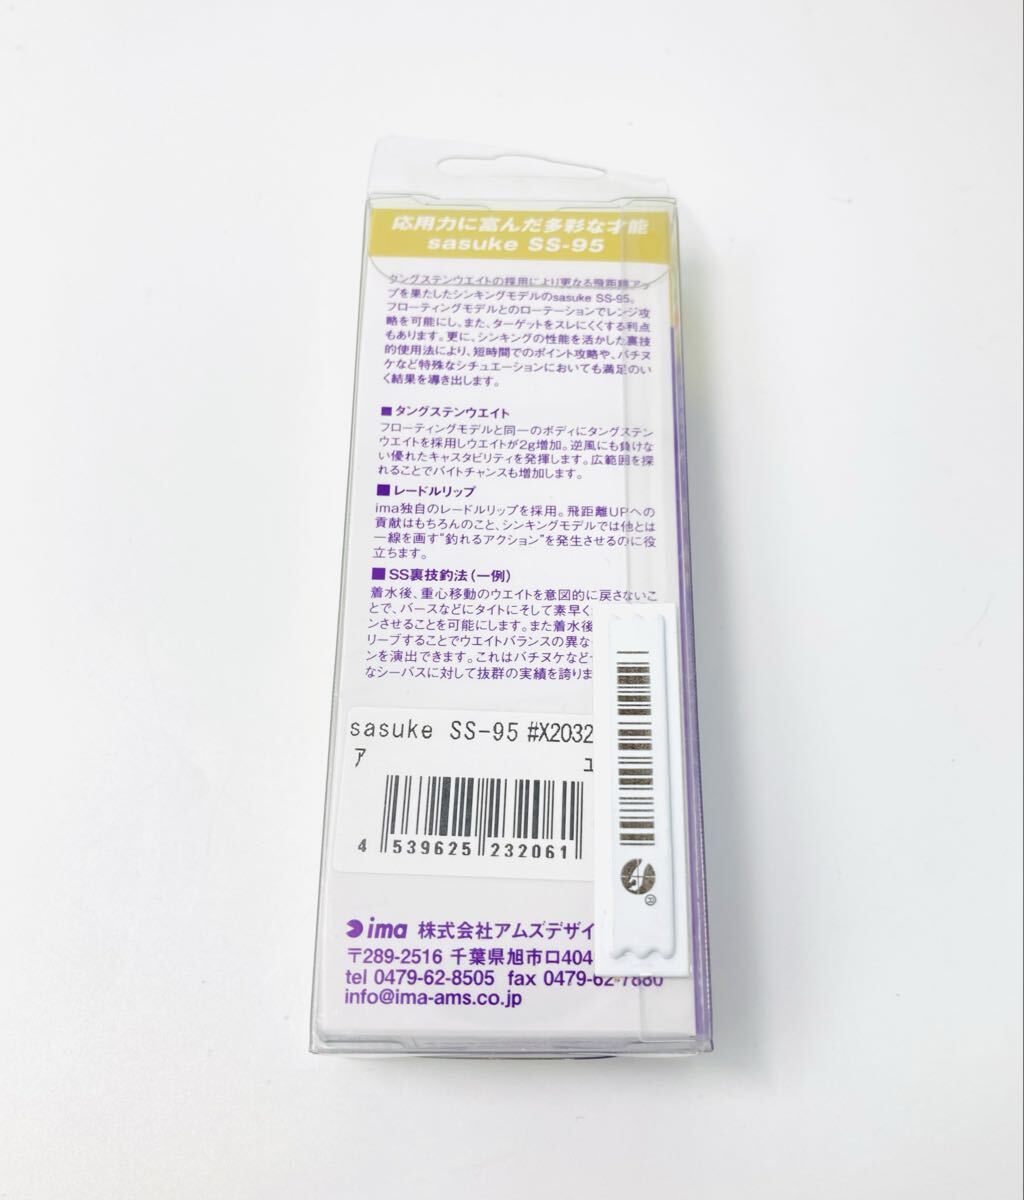 応用力に富んだ多彩な才能
sasuke SS-95
タングステンウエイトの採用により更なる飛距離アッ
プを果たしたシンキングモデルのsasuke SS-95。
フローティングモデルとのローテーションでレンジ攻
略を可能にし、また、ターゲットをスレにくくする利点
もあります。更に、シンキングの性能を活かした裏技
的使用法により、短時間でのポイント攻略や、バチヌ
ケなど特殊なシチュエーションにおいても満足のい
く結果を導き出します。
■タングステンウエイト
フローティングモデルと同一のボディにタングステン
ウエイトを採用しウエイトが2g増加。逆風にも負けな
い優れたキャスタビリティを発揮します。広範囲を探
れることでバイトチャンスも増加します。
■レードルリップ
ima独自のレードルリップを採用。飛距離UPへの
貢献はもちろんのこと、シンキングモデルでは他とは
一線を画す“釣れるアクション”を発生させるのに役
立ちます。
■SS裏技釣法(一例)
着水後、重心移動のウエイトを意図的に戻さないこ
とで、バースなどにタイトにそして素早く
ンさせることを可能にします。また着水後
リーブすることでウエイトバランスの異な
ンを演出できます。これはバチヌケなど
なシーバスに対して抜群の実績を誇りま
sasuke SS-95 #X2032
ア ユ
4 539625 232061
ima 株式会社アムズデザイ
〒289-2516 千葉県旭市ロ404
tel 0479-62-8505 fax 0479-62-7880
info@ima-ams.co.jp
®